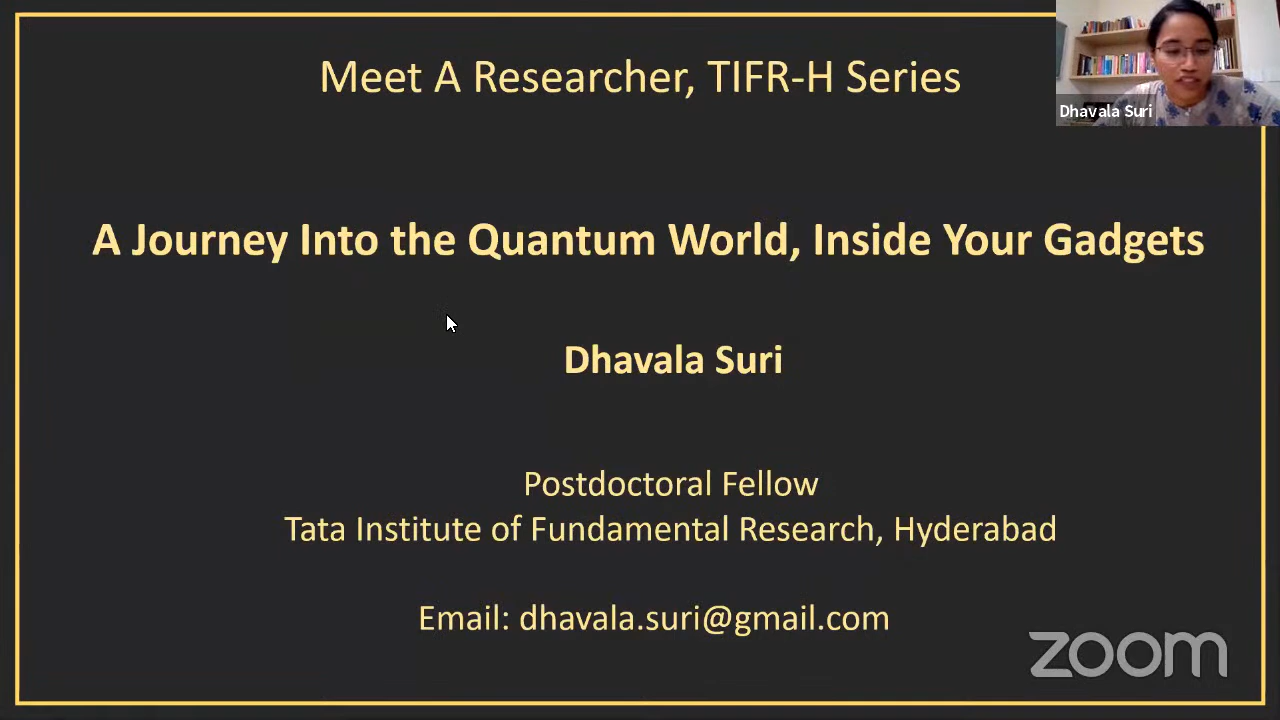 Meet A Researcher, TIFR-H Series
Dhavala Suri
A Journey Into the Quantum World, Inside Your Gadgets
Dhavala Suri
Postdoctoral Fellow
Tata Institute of Fundamental Research, Hyderabad
Email: dhavala.suri@gmail.com
zoom